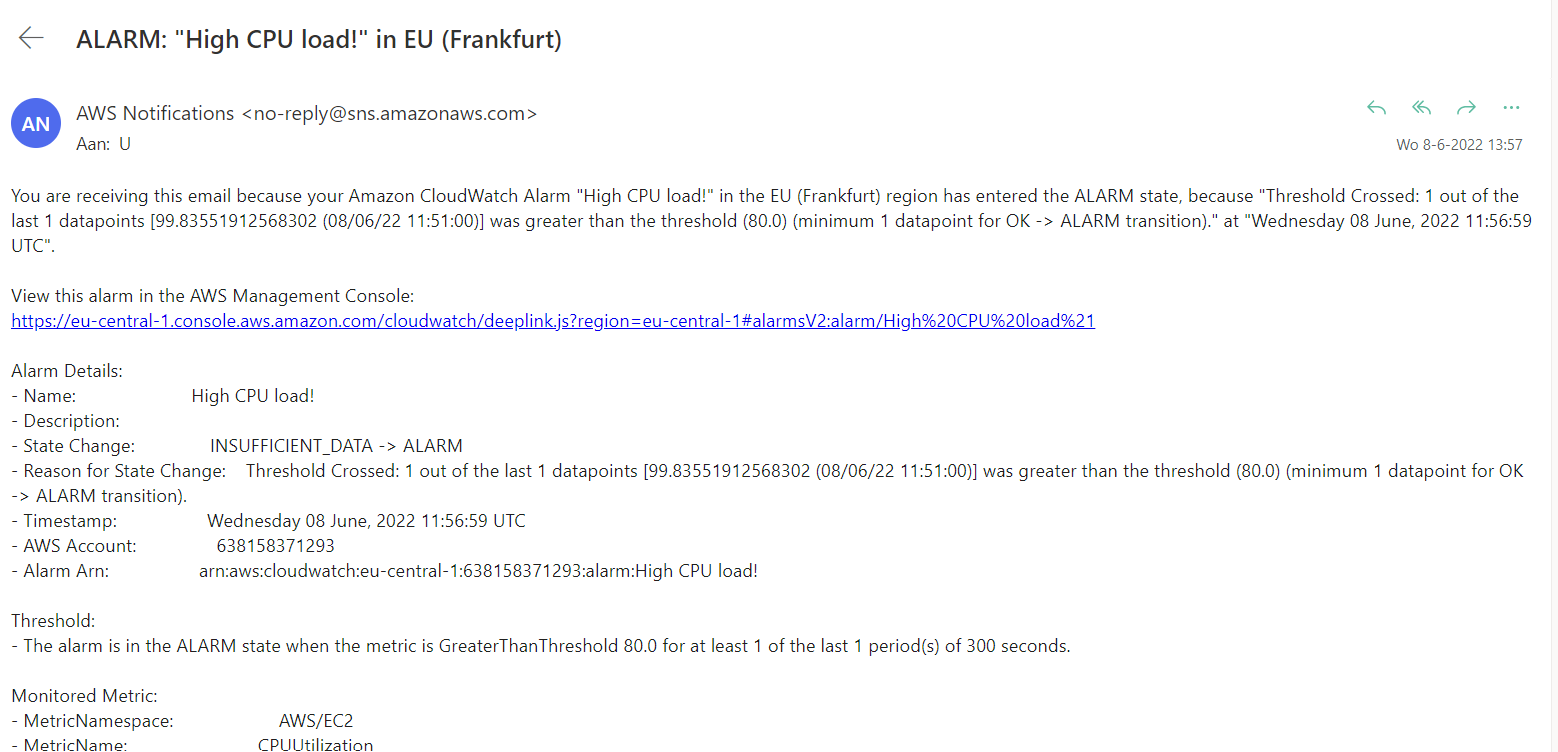 ALARM: "High CPU load!" in EU (Frankfurt)
AN
AWS Notifications <no-reply@sns.amazonaws.com>
Aan: U
Wo 8-6-2022 13:57
You are receiving this email because your Amazon CloudWatch Alarm "High CPU load!" in the EU (Frankfurt) region has entered the ALARM state, because "Threshold Crossed: 1 out of the
last 1 datapoints [99.83551912568302 (08/06/22 11:51:00)] was greater than the threshold (80.0) (minimum 1 datapoint for OK -> ALARM transition)." at "Wednesday 08 June, 2022 11:56:59
UTC".
View this alarm in the AWS Management Console:
https://eu-central-1.console.aws.amazon.com/cloudwatch/deeplink.js?region=eu-central-1#alarmsV2:alarm/High%20CPU%20load%21
Alarm Details:
- Name: High CPU load!
- Description:
- State Change: INSUFFICIENT_DATA -> ALARM
- Reason for State Change: Threshold Crossed: 1 out of the last 1 datapoints [99.83551912568302 (08/06/22 11:51:00)] was greater than the threshold (80.0) (minimum 1 datapoint for OK
-> ALARM transition).
- Timestamp: Wednesday 08 June, 2022 11:56:59 UTC
- AWS Account: 638158371293
- Alarm Arn: arn:aws:cloudwatch:eu-central-1:638158371293:alarm:High CPU load!
Threshold:
- The alarm is in the ALARM state when the metric is GreaterThanThreshold 80.0 for at least 1 of the last 1 period(s) of 300 seconds.
Monitored Metric:
- MetricNamespace: AWS/EC2
- MetricName: CPUUtilization